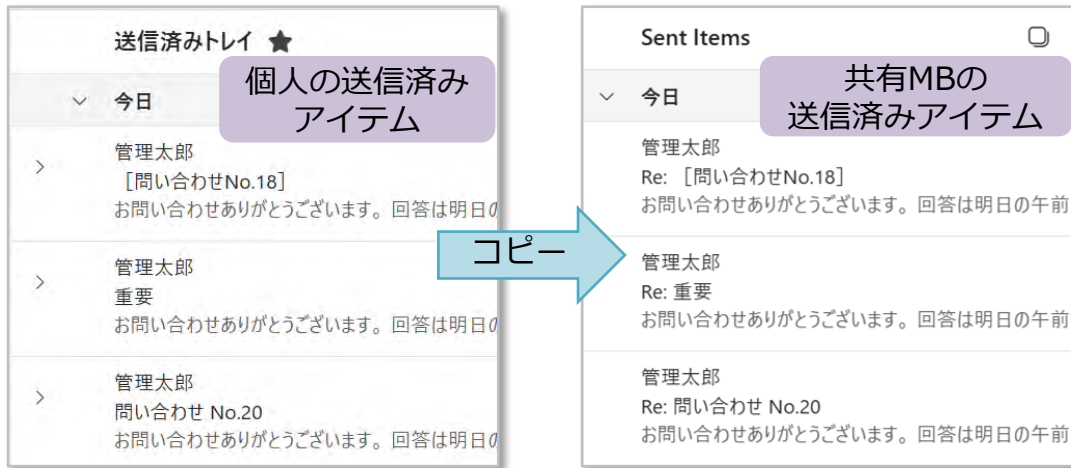 送信済みトレイ ★
個人の送信済み
アイテム
今日
管理太郎
［問い合わせNo.18］
お問い合わせありがとうございます。回答は明日の
管理太郎
重要
お問い合わせありがとうございます。回答は明日の
管理太郎
問い合わせ No.20
お問い合わせありがとうございます。回答は明日の
コピー
Sent Items
共有MBの
送信済みアイテム
今日
管理太郎
Re: ［問い合わせNo.18］
お問い合わせありがとうございます。回答は明日の午前
管理太郎
Re: 重要
お問い合わせありがとうございます。回答は明日の午前
管理太郎
Re: 問い合わせ No.20
お問い合わせありがとうございます。回答は明日の午前